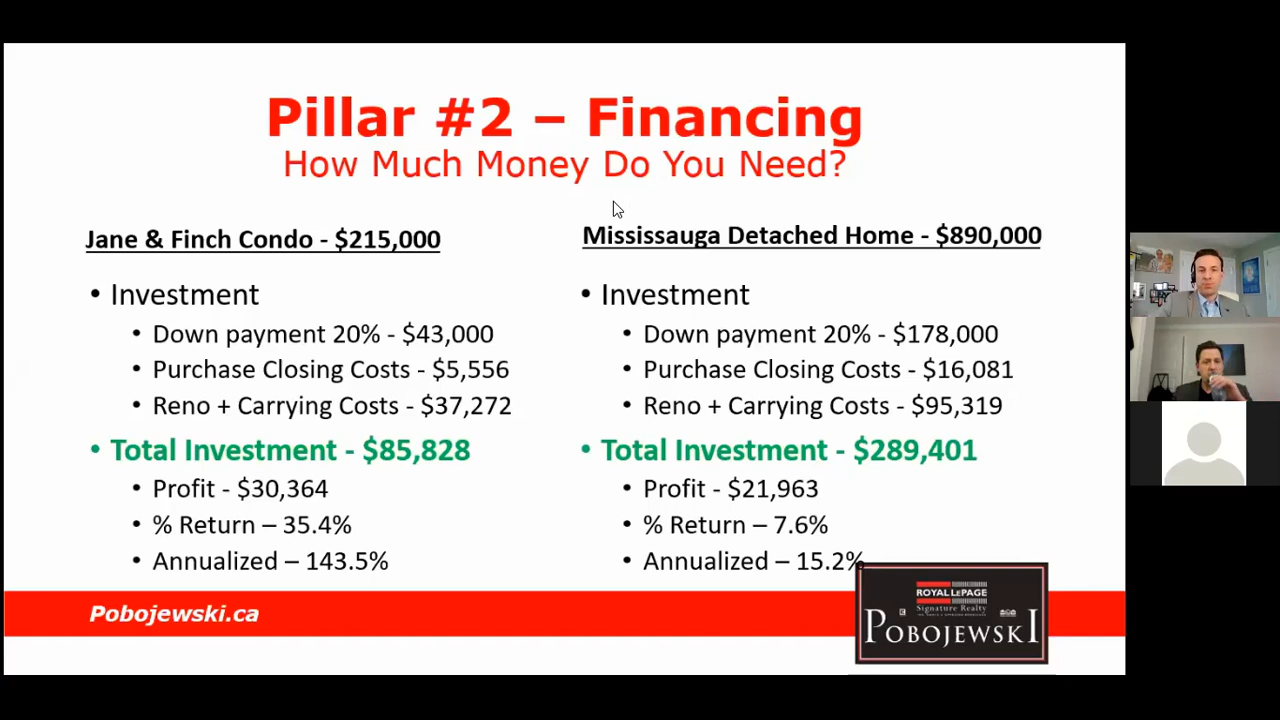 Pillar #2 – Financing
How Much Money Do You Need?
Jane & Finch Condo - $215,000
• Investment
• Down payment 20% - $43,000
• Purchase Closing Costs - $5,556
• Reno + Carrying Costs - $37,272
• Total Investment - $85,828
• Profit - $30,364
• % Return – 35.4%
• Annualized – 143.5%
Mississauga Detached Home - $890,000
• Investment
• Down payment 20% - $178,000
• Purchase Closing Costs - $16,081
• Reno + Carrying Costs - $95,319
• Total Investment - $289,401
• Profit - $21,963
• % Return – 7.6%
• Annualized – 15.2%
Pobojewski.ca
ROYAL LEPAGE
Signature Realty
POBOJEWSKI